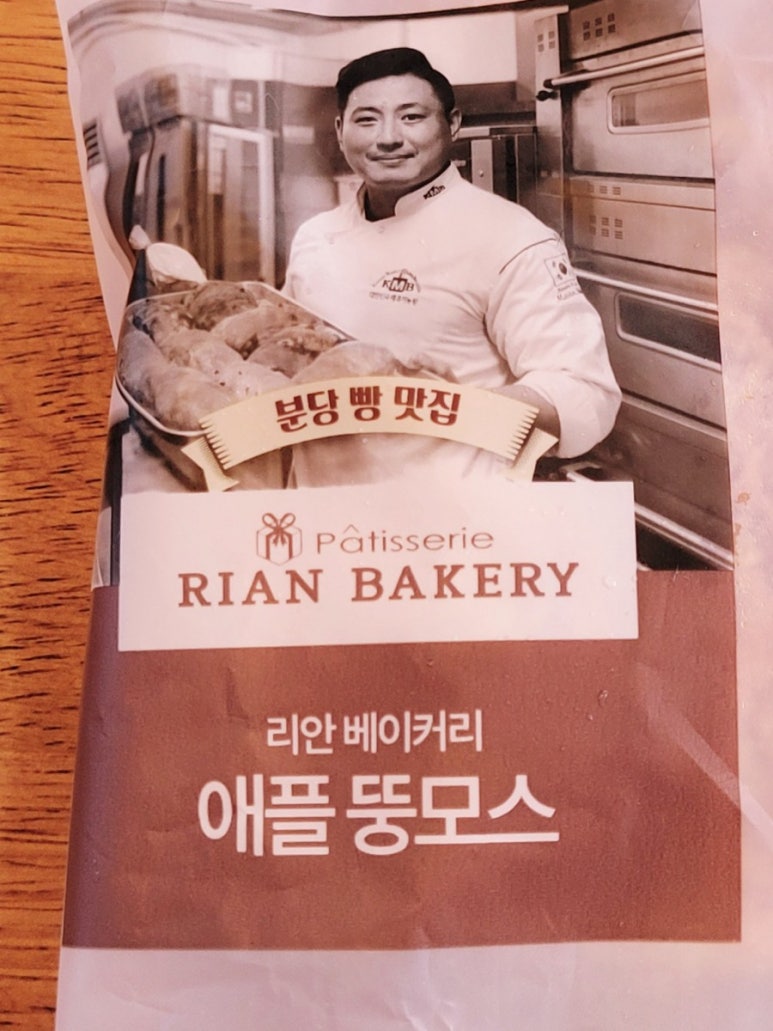 KMB
분당 빵 맛집
Pâtisserie
RIAN BAKERY
리안 베이커리
애플 뚱모스